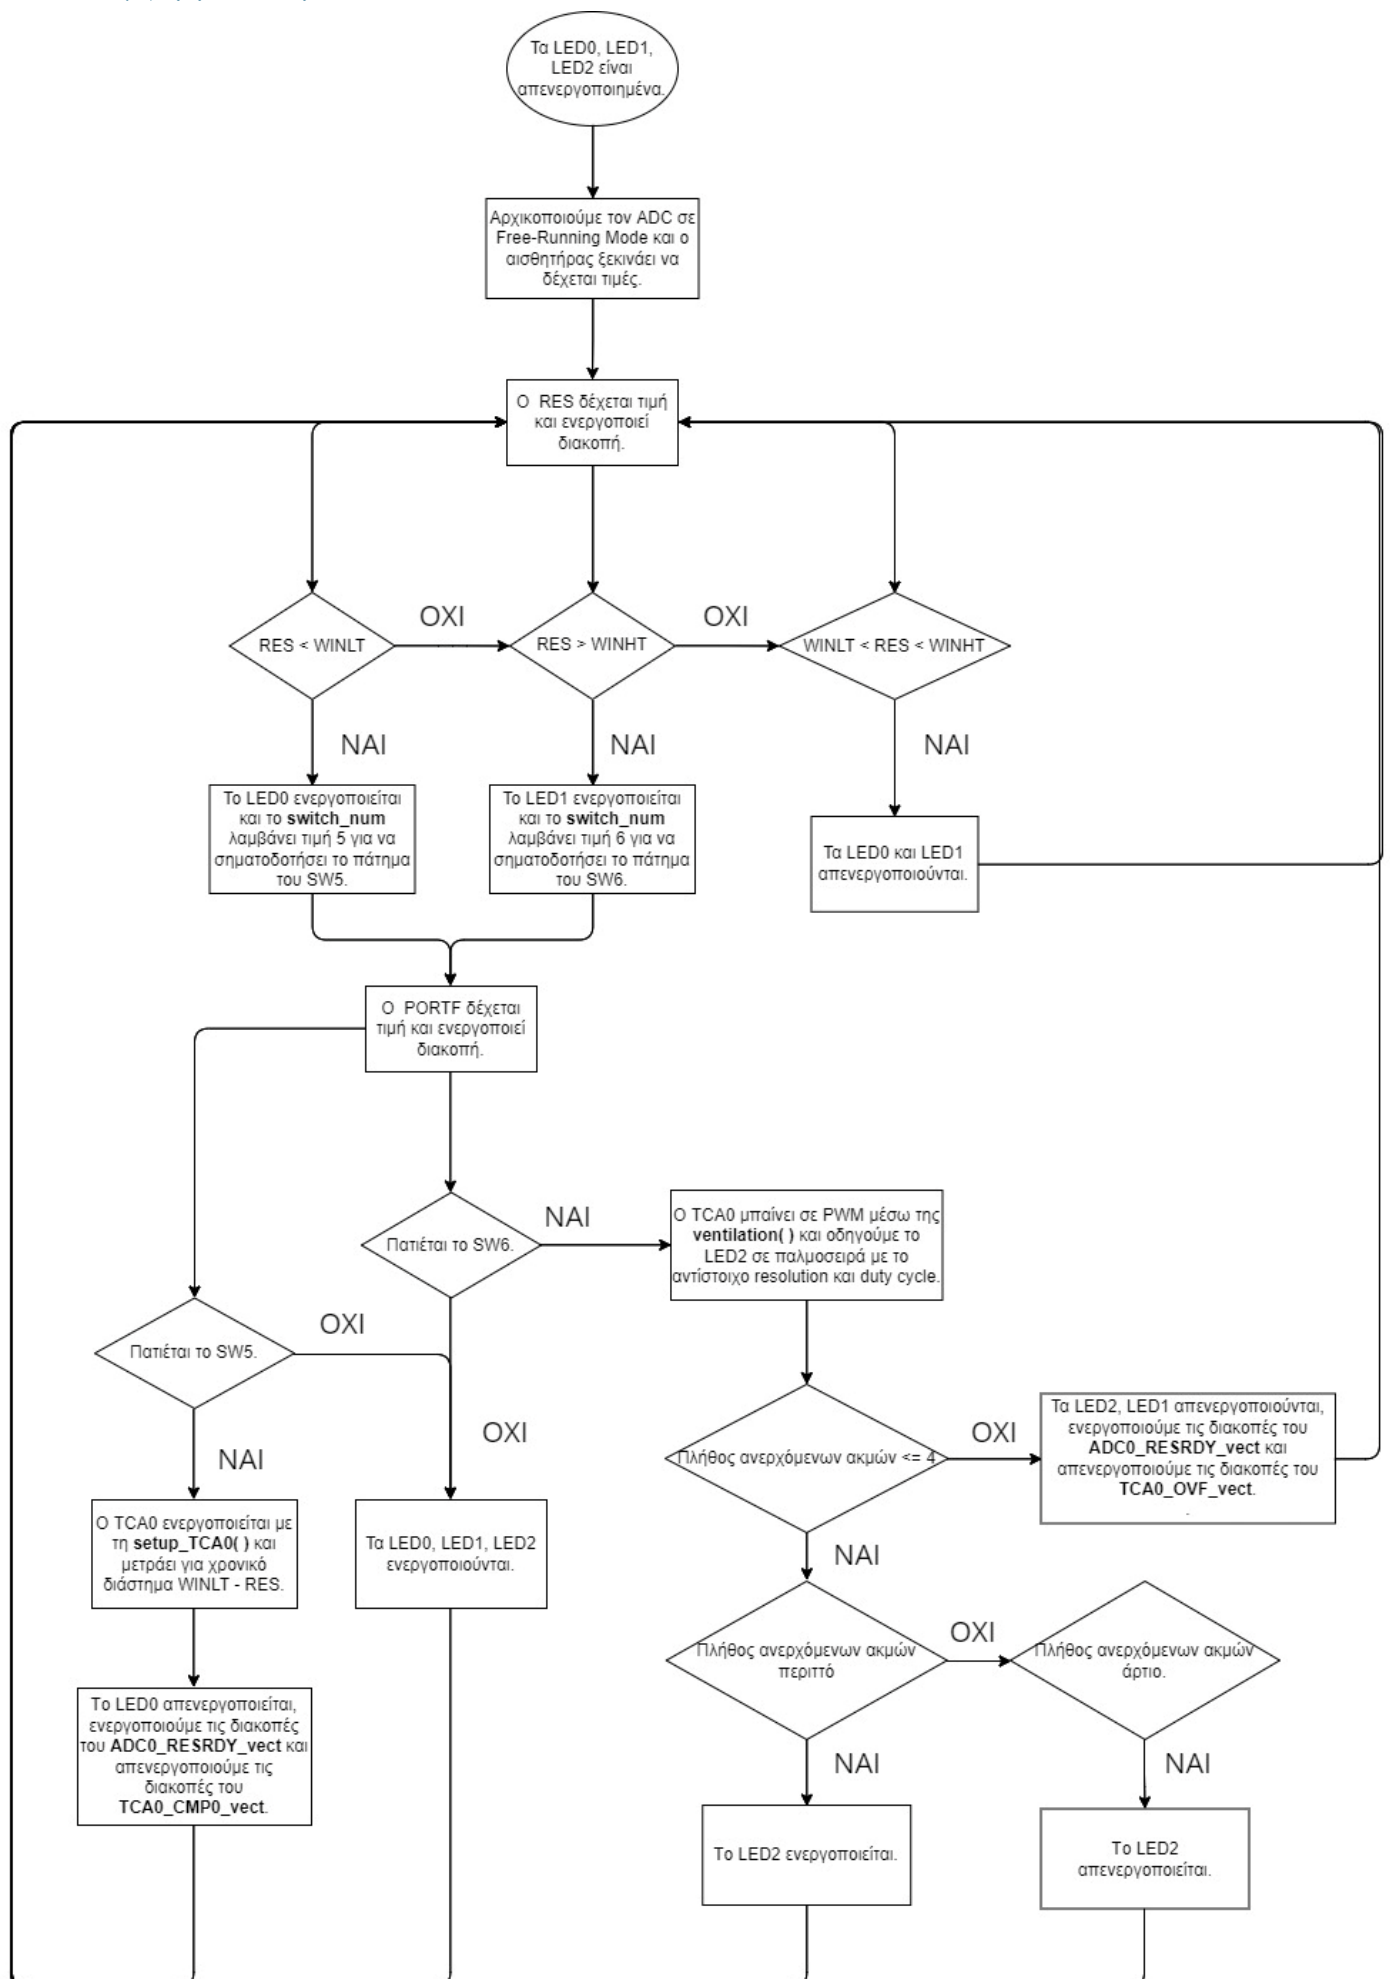 Τα LED0, LED1,
LED2 είναι
απενεργοποιημένα.
Αρχικοποιούμε τον ADC σε
Free-Running Mode και ο
αισθητήρας ξεκινάει να
δέχεται τιμές.
Ο RES δέχεται τιμή
και ενεργοποιεί
διακοπή.
RES < WINLT
ΟΧΙ
RES > WINHT
ΟΧΙ
WINLT < RES < WINHT
ΝΑΙ
ΝΑΙ
ΝΑΙ
Το LED0 ενεργοποιείται
και το switch_num
λαμβάνει τιμή 5 για να
σηματοδοτήσει το πάτημα
του SW5.
Το LED1 ενεργοποιείται
και το switch_num
λαμβάνει τιμή 6 για να
σηματοδοτήσει το πάτημα
του SW6.
Τα LED0 και LED1
απενεργοποιούνται.
Ο PORTF δέχεται
τιμή και ενεργοποιεί
διακοπή.
Πατιέται το SW6.
ΝΑΙ
Ο TCA0 μπαίνει σε PWM μέσω της
ventilation( ) και οδηγούμε το
LED2 σε παλμοσειρά με το
αντίστοιχο resolution και duty cycle.
Πατιέται το SW5.
ΟΧΙ
ΟΧΙ
ΝΑΙ
Πλήθος ανερχόμενων ακμών <= 4
ΟΧΙ
Τα LED2, LED1 απενεργοποιούνται,
ενεργοποιούμε τις διακοπές του
ADC0_RESRDY_vect και
απενεργοποιούμε τις διακοπές του
TCA0_OVF_vect.
.
Ο TCA0 ενεργοποιείται με
τη setup_TCA0( ) και
μετράει για χρονικό
διάστημα WINLT - RES.
Τα LED0, LED1, LED2
ενεργοποιούνται.
ΝΑΙ
Πλήθος ανερχόμενων ακμών
περιττό
ΟΧΙ
Πλήθος ανερχόμενων ακμών
άρτιο.
Το LED0 απενεργοποιείται,
ενεργοποιούμε τις διακοπές
του ADC0_RESRDY_vect και
απενεργοποιούμε τις
διακοπές του
TCA0_CMP0_vect.
ΝΑΙ
ΝΑΙ
Το LED2 ενεργοποιείται.
Το LED2
απενεργοποιείται.